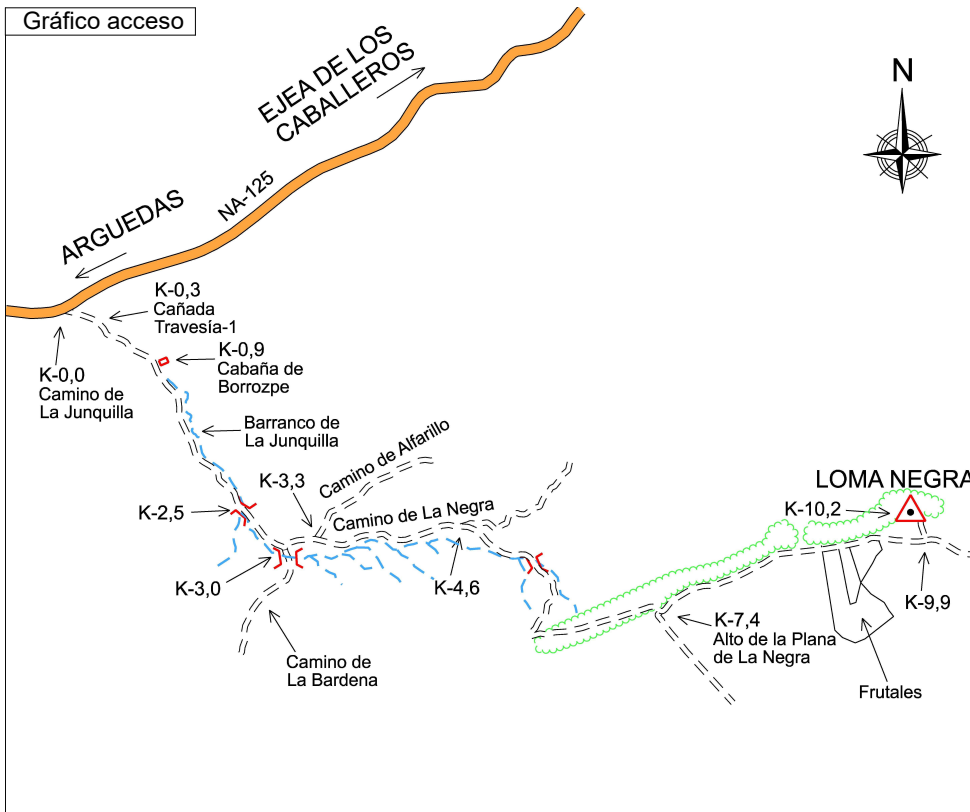 Gráfico acceso
EJEA DE LOS
CABALLEROS
N
NA-125
ARGUEDAS
K-0,3
Cañada
Travesía-1
K-0,9
Cabaña de
Borrozpe
K-0,0
Camino de
La Junquilla
Barranco de
La Junquilla
Camino de Alfarillo
K-3,3
Camino de La Negra
LOMA NEGRA
K-10,2
K-2,5
K-3,0
K-4,6
K-9,9
K-7,4
Alto de la Plana
de La Negra
Camino de
La Bardena
Frutales